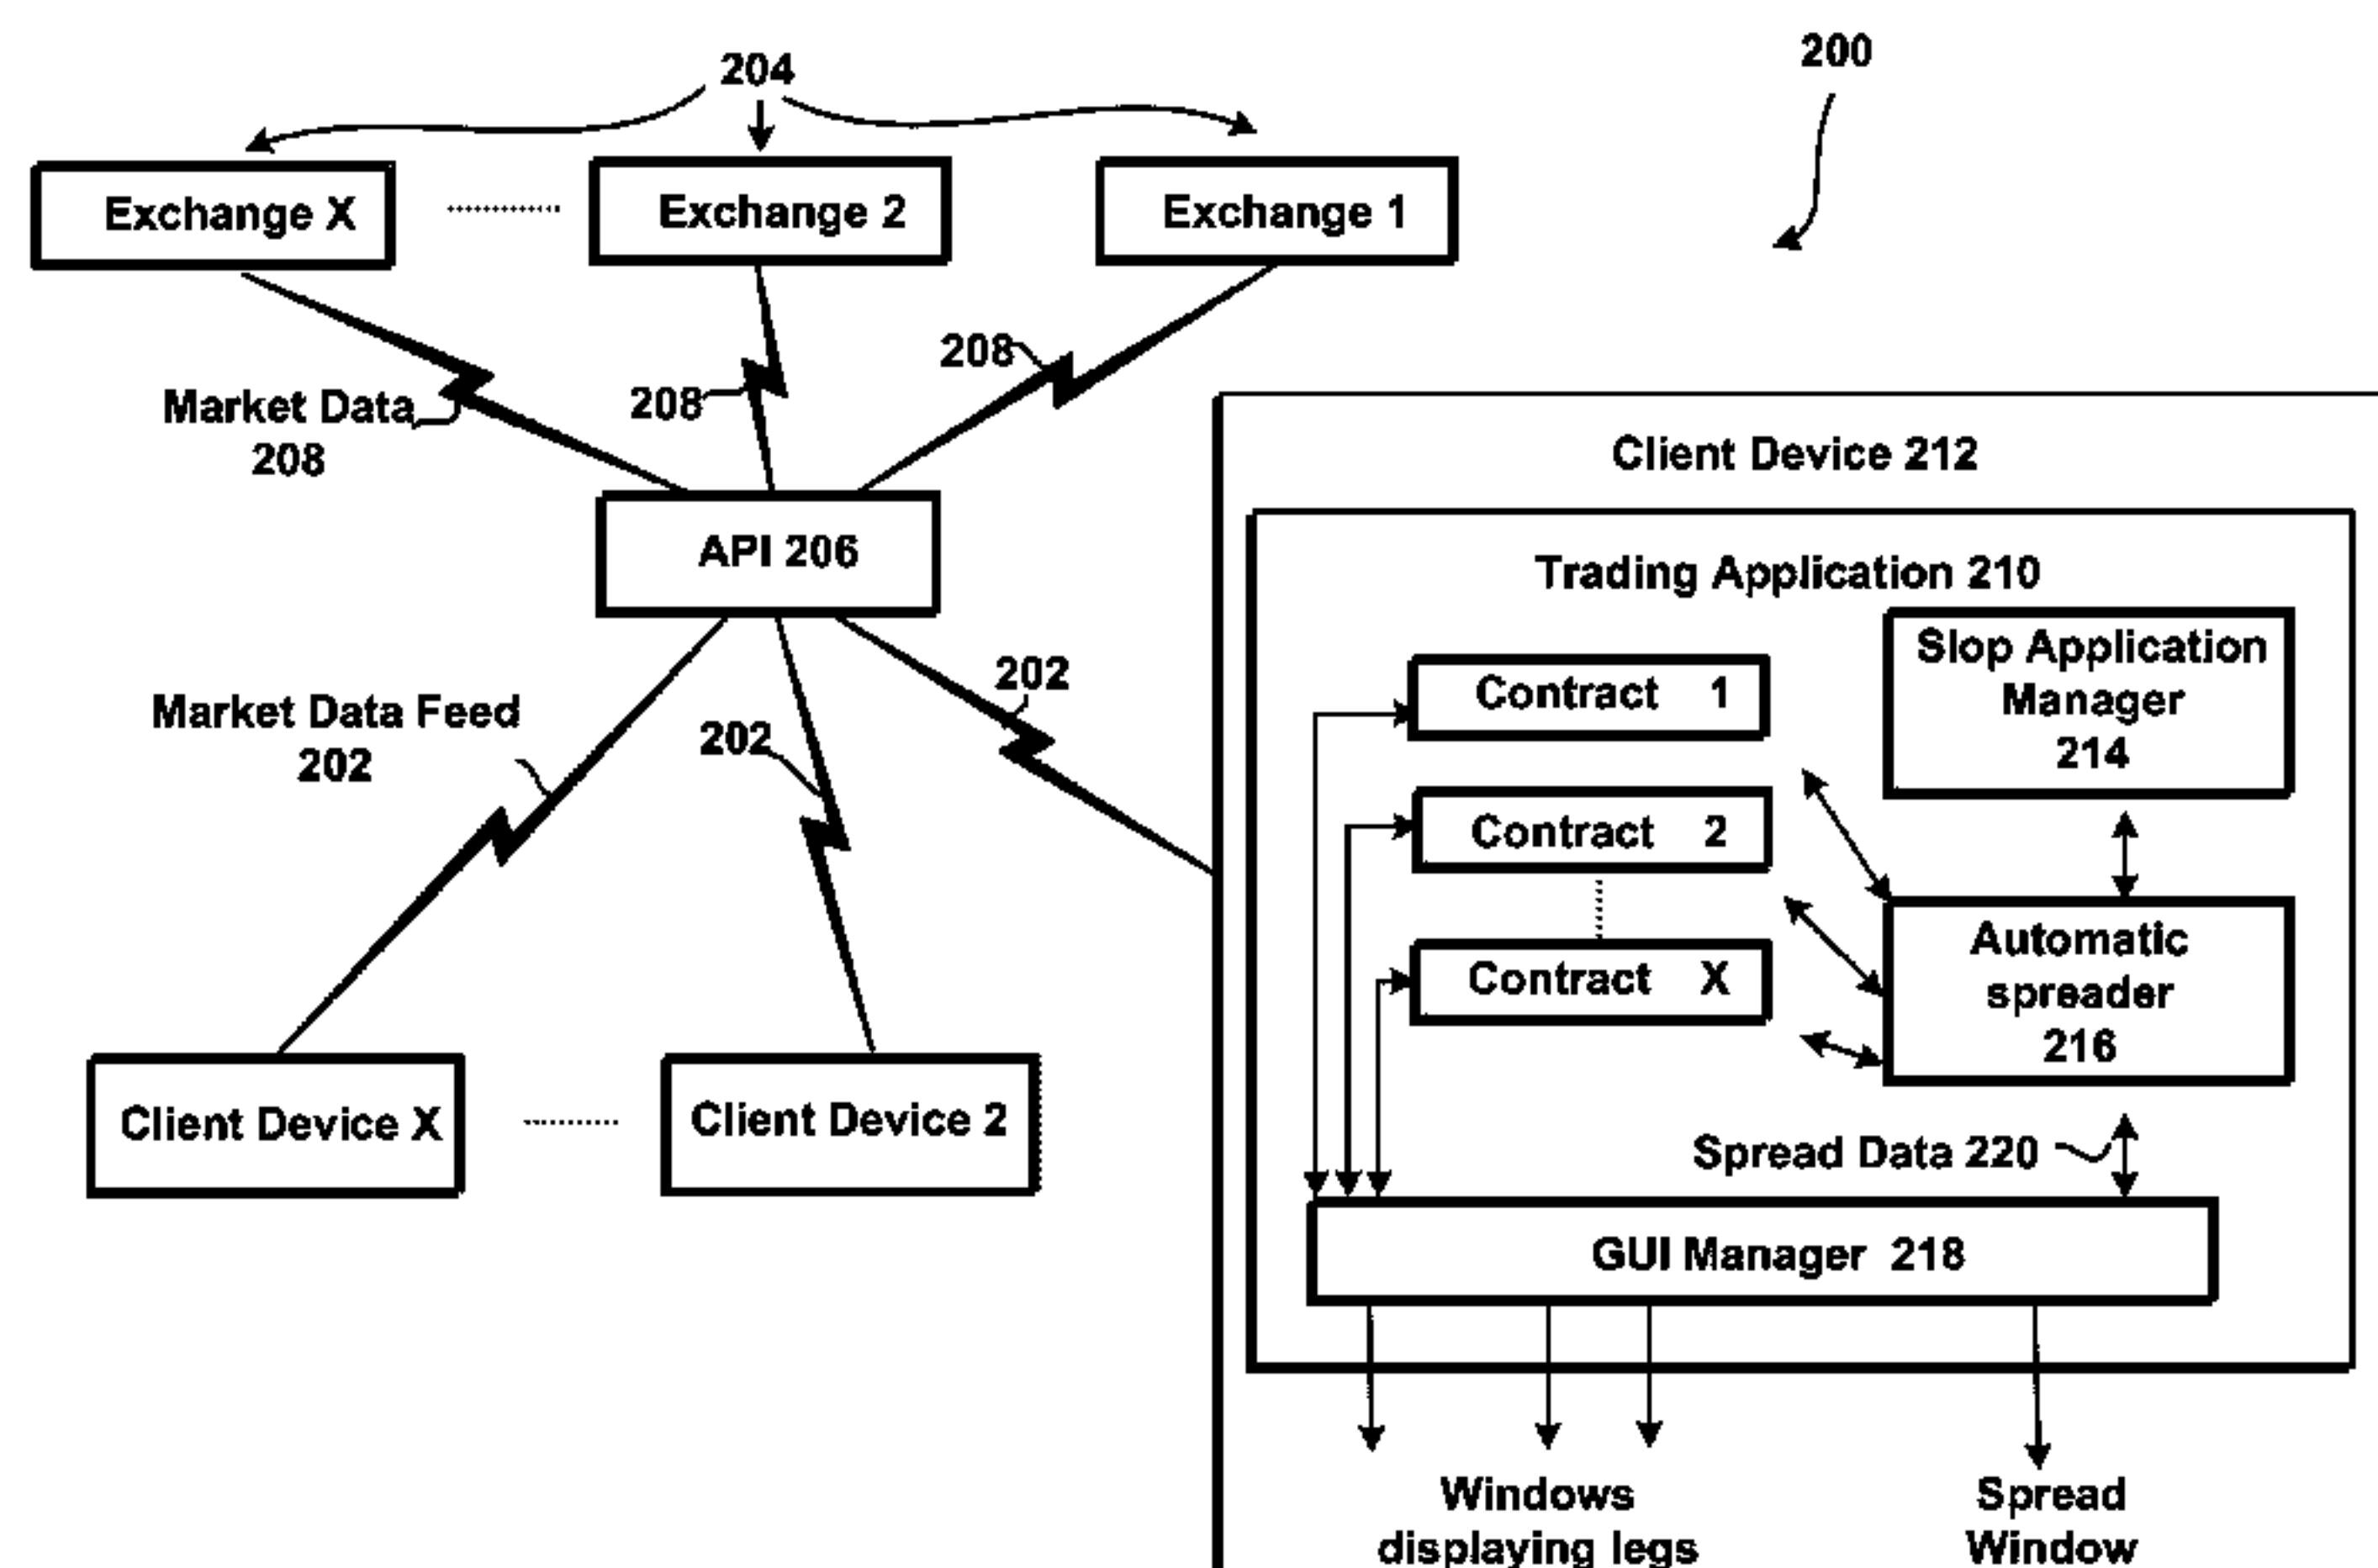 204
200
Exchange X
Exchange 2
Exchange 1
208
208
Market Data
208
Client Device 212
API 206
Trading Application 210
Slop Application
Manager
214
Contract 1
202
Market Data Feed
202
202
Contract 2
Automatic
spreader
216
Contract X
Client Device X
Client Device 2
Spread Data 220
GUI Manager 218
Windows
displaying legs
Spread
Window